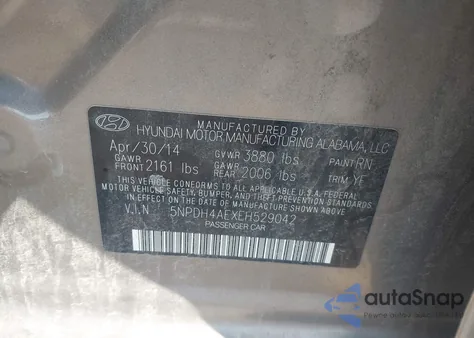 MANUFACTURED BY
HYUNDAI MOTOR MANUFACTURING ALABAMA, LLC
Apr/30/14 GVWR 3880 lbs PAINT: RN
GAWR FRONT 2161 lbs GAWR REAR 2006 lbs TRIM: YF
THIS VEHICLE CONFORMS TO ALL APPLICABLE U.S.A. FEDERAL
MOTOR VEHICLE SAFETY, BUMPER, AND THEFT PREVENTION STANDARDS
IN EFFECT ON THE DATE OF MANUFACTURE SHOWN ABOVE.
V.I.N 5NPDH4AEXEH529042
PASSENGER CAR
autoSnap